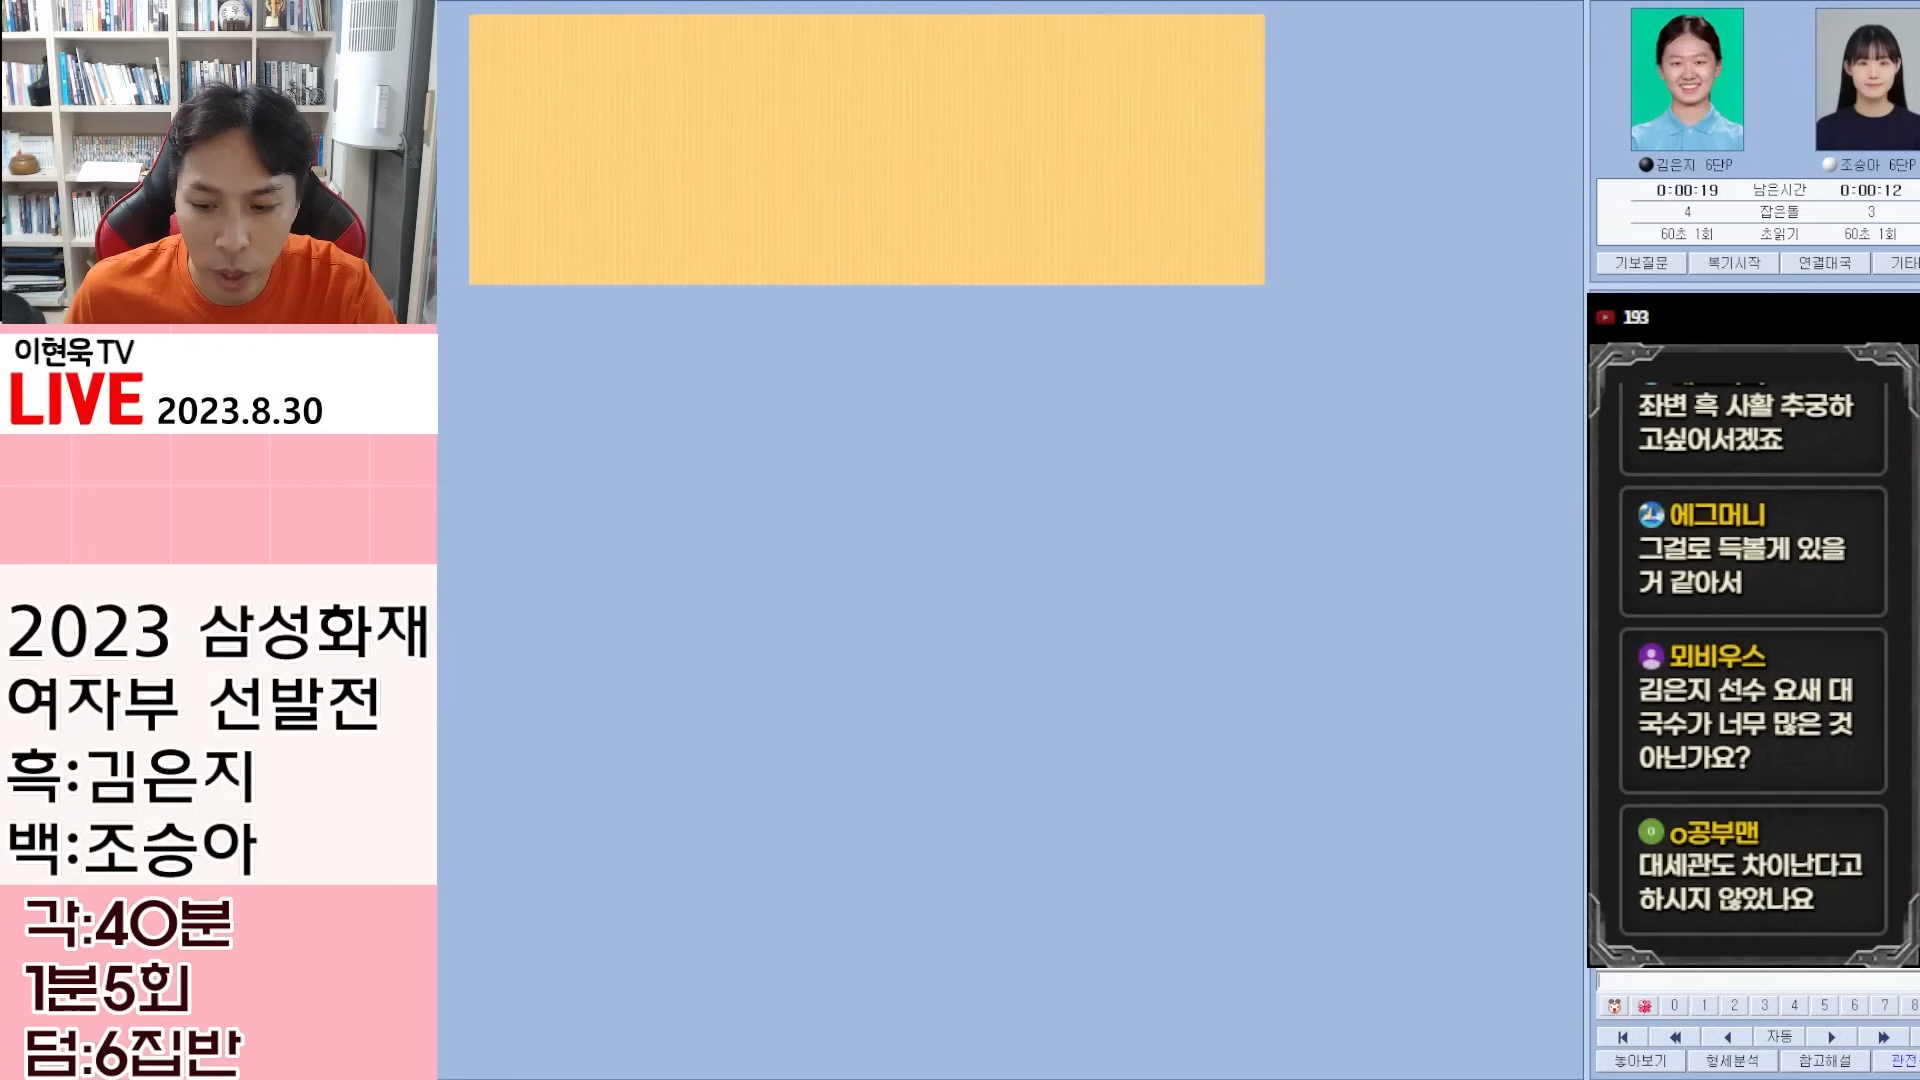 이현욱 TV
LIVE 2023.8.30
2023 삼성화재
여자부 선발전
흑:김은지
백:조승아
각:40분
1분5회
덤:6집반
김은지 6단P
조승아 6단P
0:00:19 남은시간 0:00:12
4 잡은돌 3
60초 1회 초읽기 60초 1회
기보질문 복기시작 연결대국 기타
193
좌변 흑 사활 추궁하
고싶어서겠죠
에그머니
그걸로 득볼게 있을
거 같아서
뫼비우스
김은지 선수 요새 대
국수가 너무 많은 것
아닌가요?
o공부맨
대세관도 차이난다고
하시지 않았나요
0 1 2 3 4 5 6 7 8
자동
놓아보기 형세분석 참고해설 관전